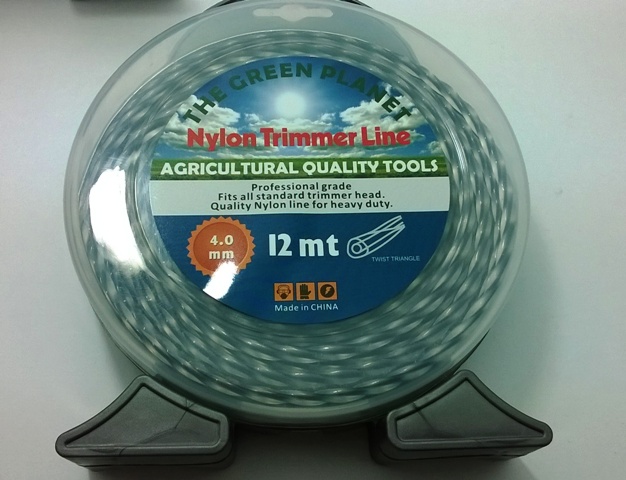 THE GREEN PLANET
Nylon Trimmer Line
AGRICULTURAL QUALITY TOOLS
Professional grade
Fits all standard trimmer head.
Quality Nylon line for heavy duty.
4.0
mm
12 mt
TWIST TRIANGLE
Made in CHINA